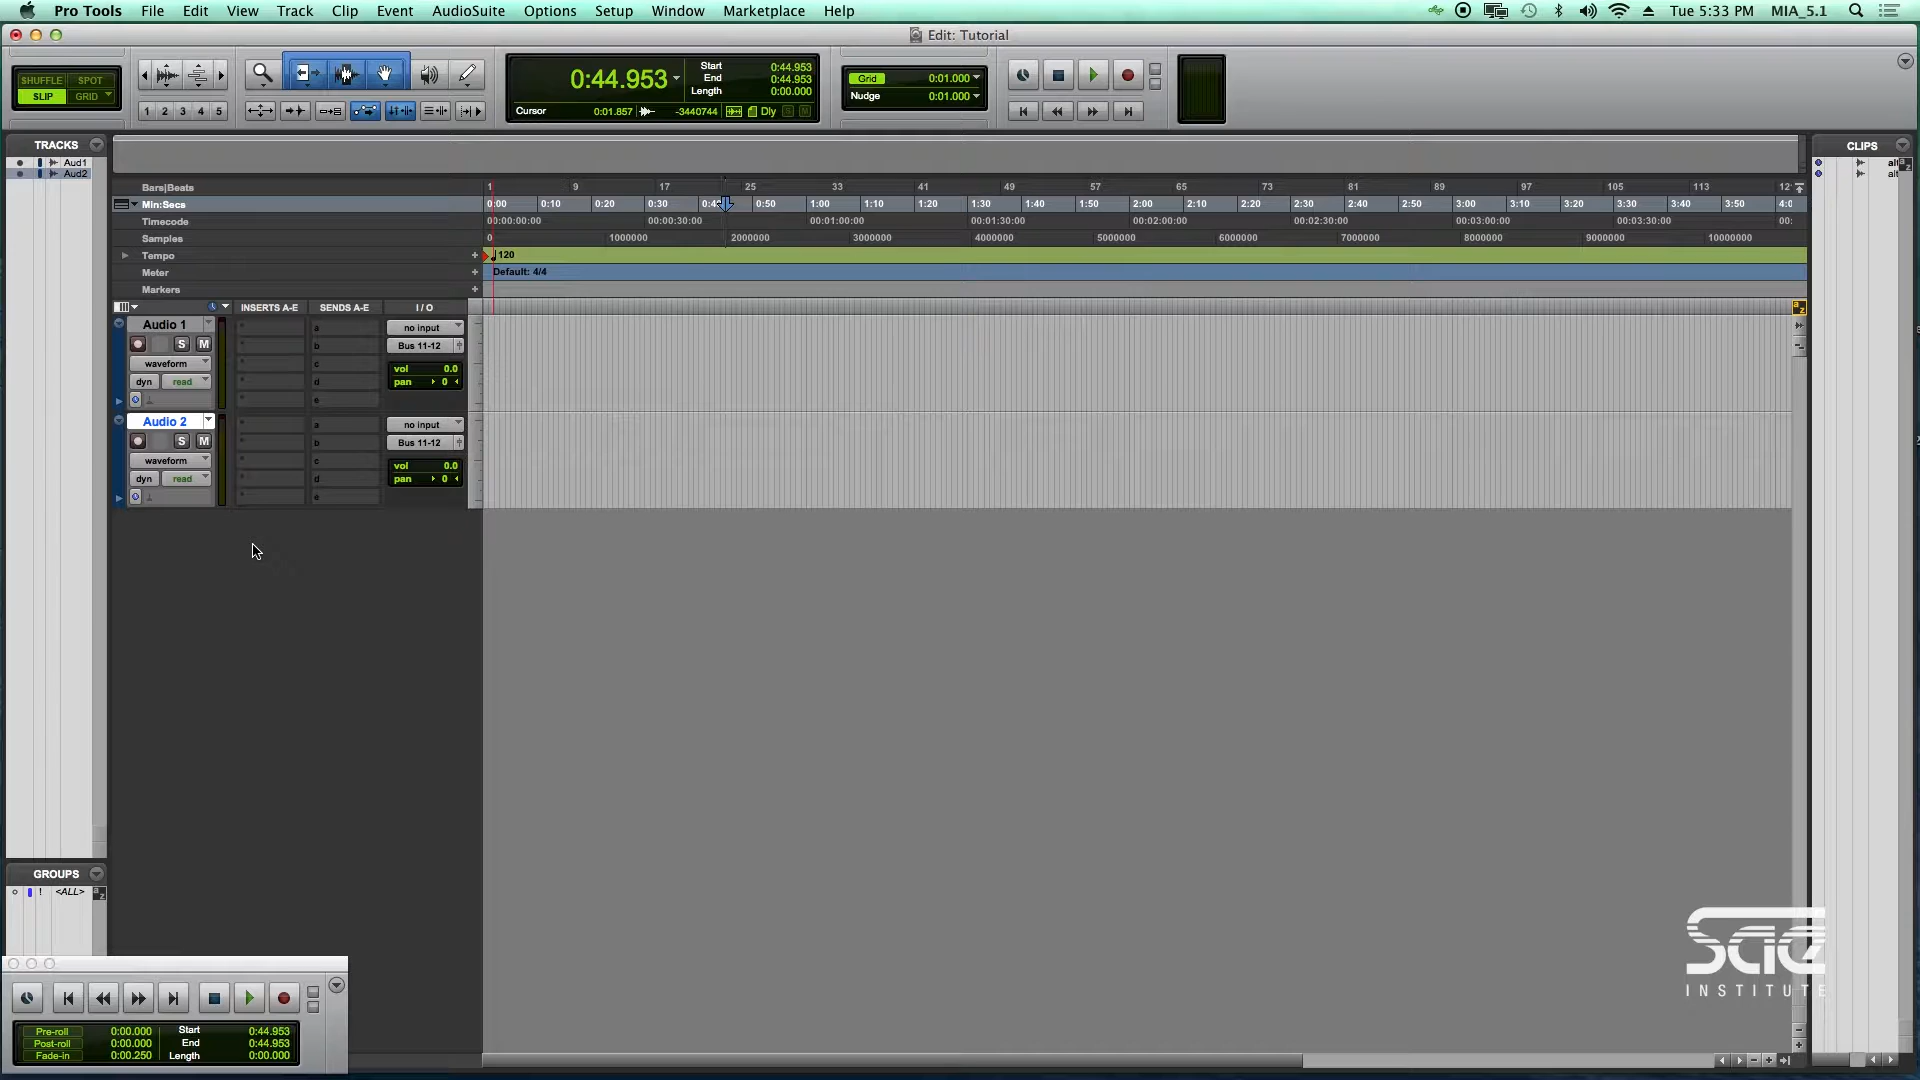 Pro Tools File Edit View Track Clip Event AudioSuite Options Setup Window Marketplace Help Tue 5:33 PM MIA_5.1
Edit: Tutorial
SHUFFLE SPOT
SLIP GRID
1 2 3 4 5
0:44.953
Start 0:44.953
End 0:44.953
Length 0:00.000
Cursor 0:01.857 -3440744 Dly S M
Grid 0:01.000
Nudge 0:01.000
TRACKS
Aud1
Aud2
CLIPS
alt
alt
Bars|Beats 1 9 17 25 33 41 49 57 65 73 81 89 97 105 113 12
Min:Secs 0:00 0:10 0:20 0:30 0:4 0:50 1:00 1:10 1:20 1:30 1:40 1:50 2:00 2:10 2:20 2:30 2:40 2:50 3:00 3:10 3:20 3:30 3:40 3:50 4:0
Timecode 00:00:00:00 00:00:30:00 00:01:00:00 00:01:30:00 00:02:00:00 00:02:30:00 00:03:00:00 00:03:30:00 00:
Samples 0 1000000 2000000 3000000 4000000 5000000 6000000 7000000 8000000 9000000 10000000
Tempo + 120
Meter + Default: 4/4
Markers +
INSERTS A-E SENDS A-E I / O
Audio 1 a no input
S M b Bus 11-12
waveform c vol 0.0
dyn read d pan 0
e
Audio 2 a no input
S M b Bus 11-12
waveform c vol 0.0
dyn read d pan 0
e
GROUPS
! <ALL>
a z
Pre-roll 0:00.000 Start 0:44.953
Post-roll 0:00.000 End 0:44.953
Fade-in 0:00.250 Length 0:00.000
sae
INSTITUTE